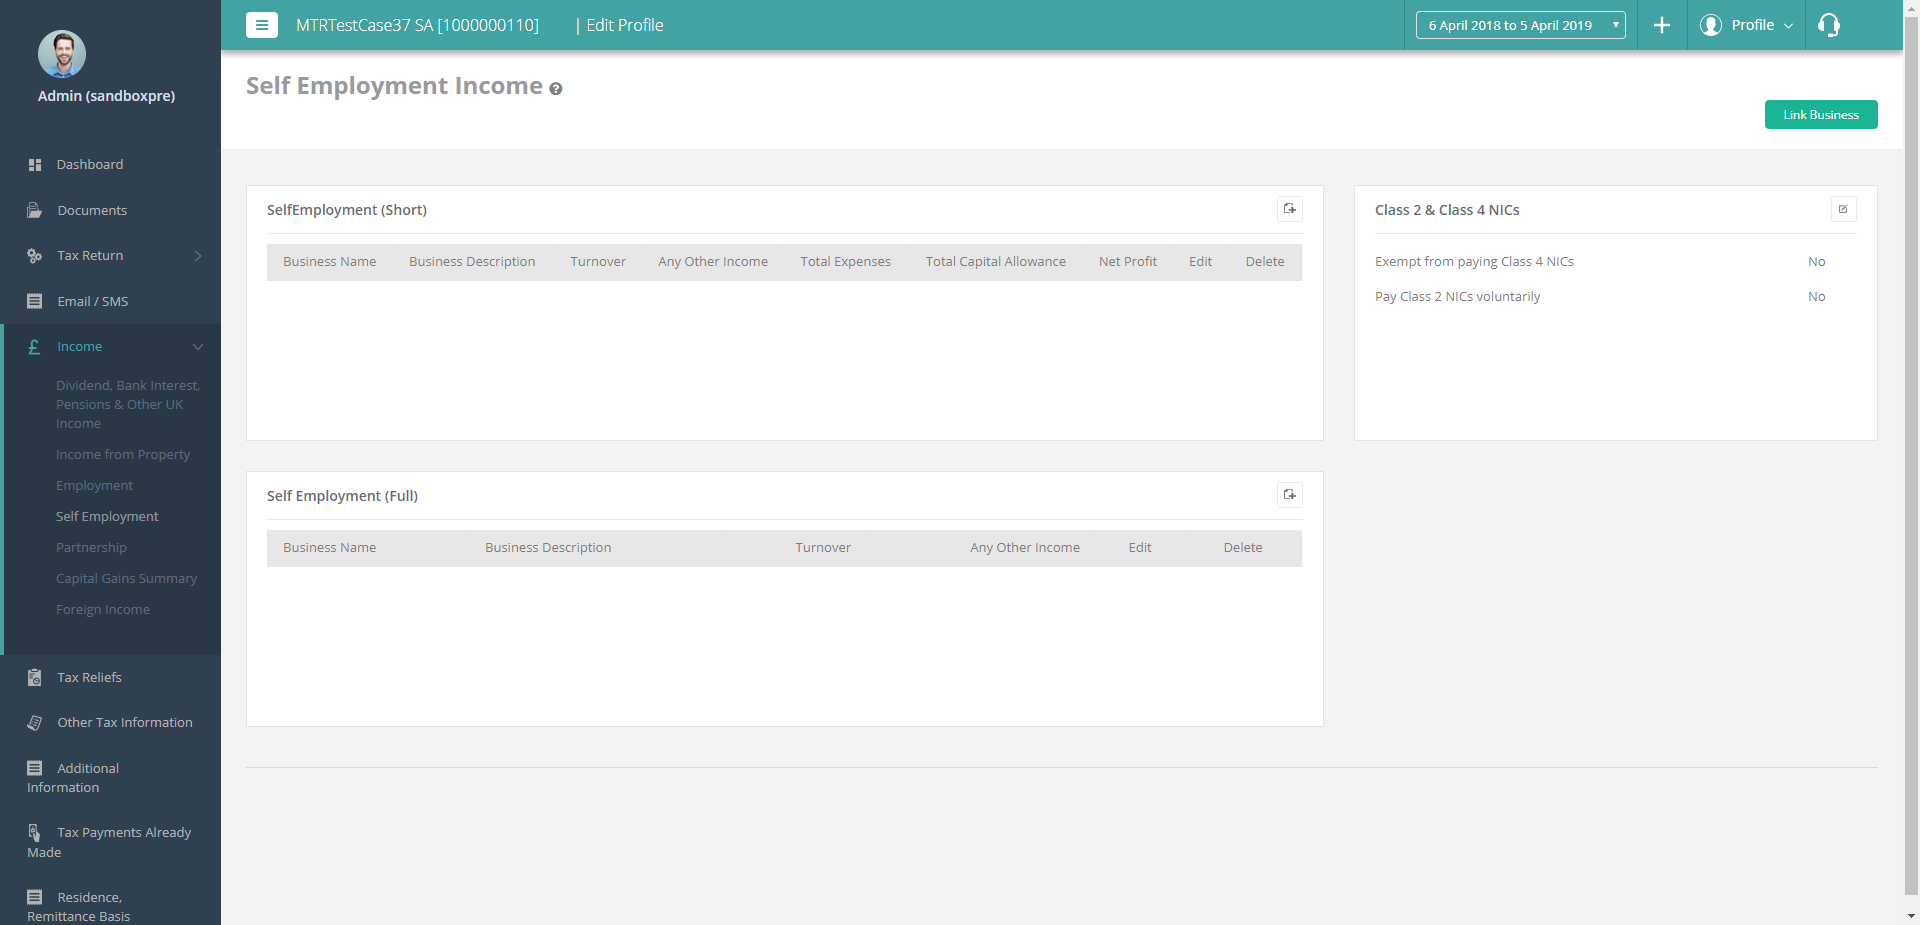 MTRTestCase37 SA [1000000110]
| Edit Profile
6 April 2018 to 5 April 2019
Profile
Admin (sandboxpre)
Dashboard
Documents
Tax Return
Email / SMS
Income
Dividend, Bank Interest,
Pensions & Other UK
Income
Income from Property
Employment
Self Employment
Partnership
Capital Gains Summary
Foreign Income
Tax Reliefs
Other Tax Information
Additional
Information
Tax Payments Already
Made
Residence,
Remittance Basis
Self Employment Income ?
Link Business
SelfEmployment (Short)
Business Name Business Description Turnover Any Other Income Total Expenses Total Capital Allowance Net Profit Edit Delete
Class 2 & Class 4 NICs
Exempt from paying Class 4 NICs No
Pay Class 2 NICs voluntarily No
Self Employment (Full)
Business Name Business Description Turnover Any Other Income Edit Delete